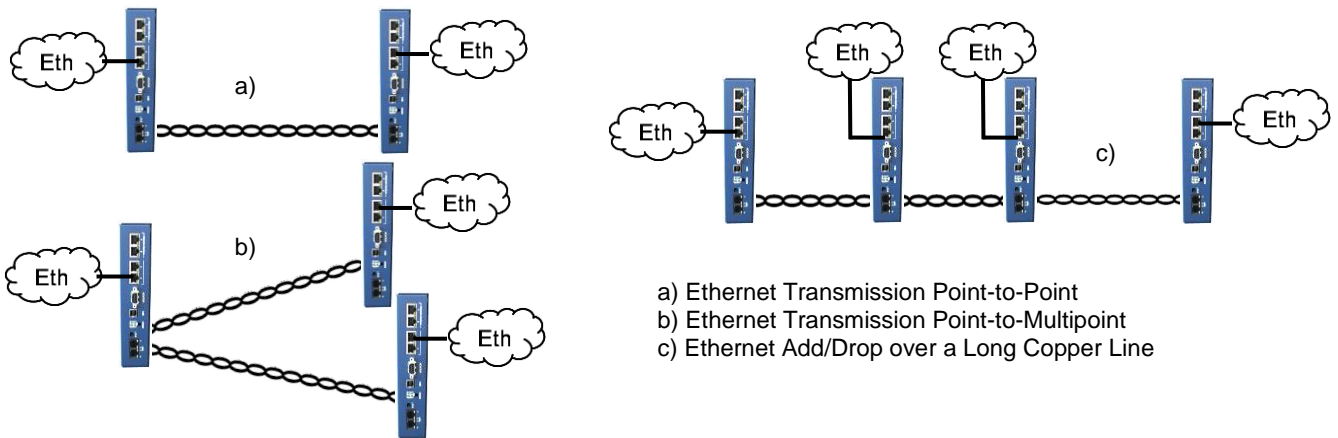 Eth
Eth
a)
Eth
Eth
b)
Eth
Eth
Eth
Eth
Eth
c)
a) Ethernet Transmission Point-to-Point
b) Ethernet Transmission Point-to-Multipoint
c) Ethernet Add/Drop over a Long Copper Line